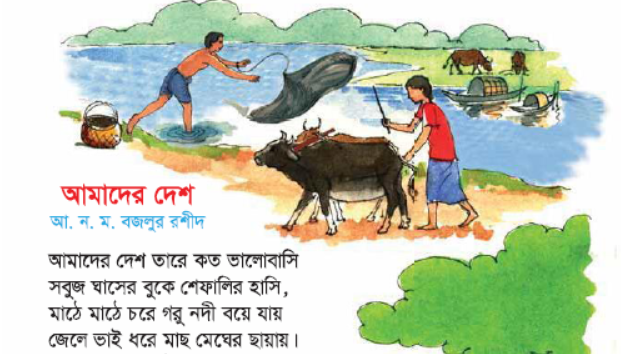 আমাদের দেশ
আ. ন. ম. বজলুর রশীদ
আমাদের দেশ তারে কত ভালোবাসি
সবুজ ঘাসের বুকে শেফালির হাসি,
মাঠে মাঠে চরে গরু নদী বয়ে যায়
জেলে ভাই ধরে মাছ মেঘের ছায়ায়।